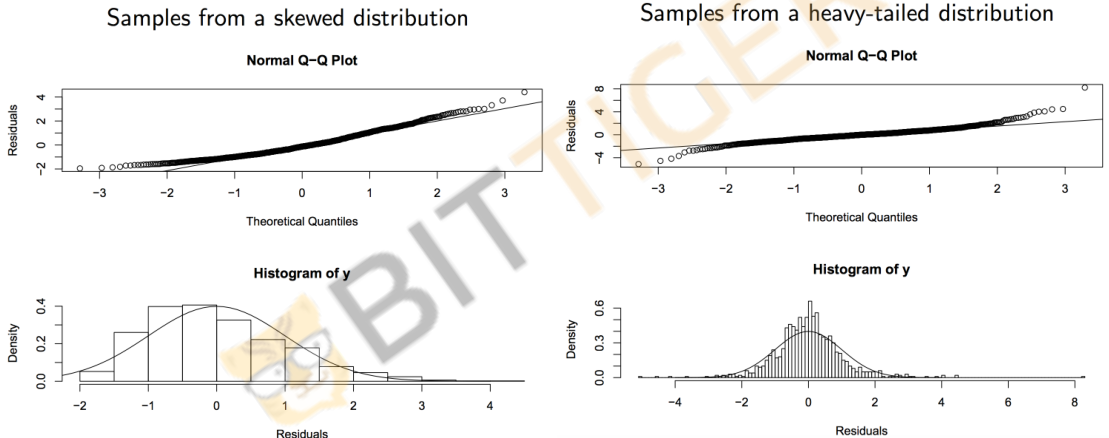 Samples from a skewed distribution
Normal Q−Q Plot
Residuals
4
2
0
−2
−3 −2 −1 0 1 2 3
Theoretical Quantiles
Histogram of y
Density
0.4
0.2
0.0
−2 −1 0 1 2 3 4
Residuals
Samples from a heavy-tailed distribution
Normal Q−Q Plot
Residuals
8
4
0
−4
−3 −2 −1 0 1 2 3
Theoretical Quantiles
Histogram of y
Density
0.6
0.3
0.0
−4 −2 0 2 4 6 8
Residuals
BITTIGER